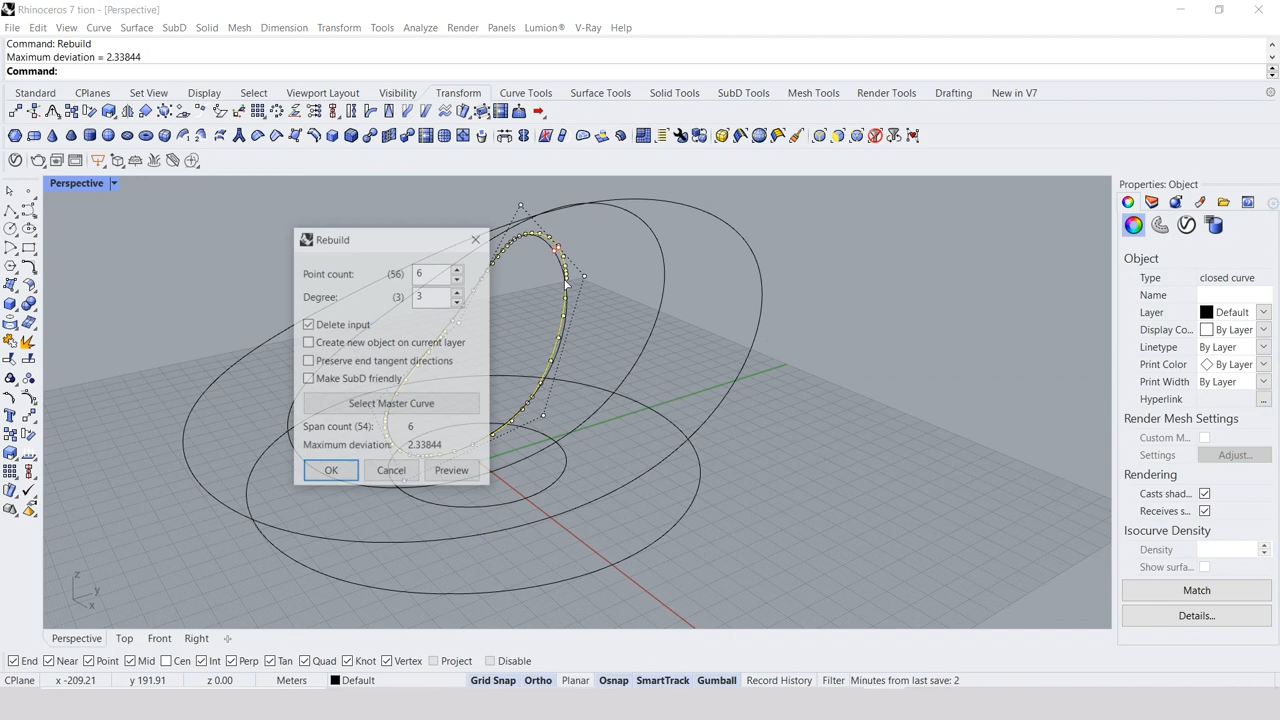 Rhinoceros 7 tion - [Perspective]
File Edit View Curve Surface Solid SubD Mesh Dimension Transform Tools Analyze Render Panels Lumion® V-Ray Help
Command: Rebuild
Maximum deviation = 2.33844
Command:
Standard CPlanes Set View Display Select Viewport Layout Visibility Transform Curve Tools Surface Tools Solid Tools SubD Tools Mesh Tools Render Tools Drafting New in V7
Perspective
Properties: Object
Rebuild
Point count: (56) 6
Degree: (3) 3
Delete input
Create new object on current layer
Preserve end tangent directions
Make SubD friendly
Select Master Curve
Span count (54): 6
Maximum deviation: 2.33844
OK Cancel Preview
Object
Type closed curve
Name
Layer Default
Display Co... By Layer
Linetype By Layer
Print Color By Layer
Print Width By Layer
Hyperlink ...
Render Mesh Settings
Custom M...
Settings Adjust...
Rendering
Casts shad...
Receives s...
Isocurve Density
Density
Show surfa...
Match
Details...
z
y
x
Perspective Top Front Right
End Near Point Mid Cen Int Perp Tan Quad Knot Vertex Project Disable
CPlane x -209.21 y 191.91 z 0.00 Meters Default Grid Snap Ortho Planar Osnap SmartTrack Gumball Record History Filter Minutes from last save: 2